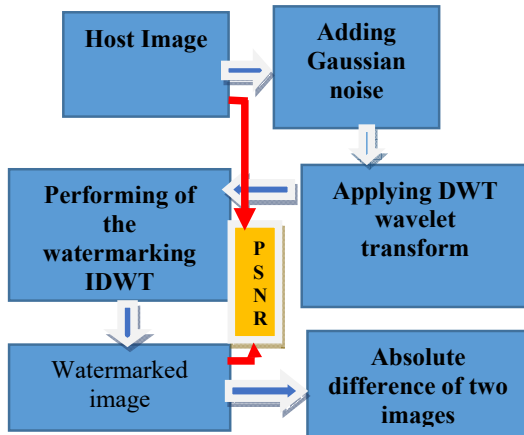 Host Image
Adding
Gaussian
noise
Performing of
the
watermarking
IDWT
Applying DWT
wavelet
transform
P
S
N
R
Watermarked
image
Absolute
difference of two
images